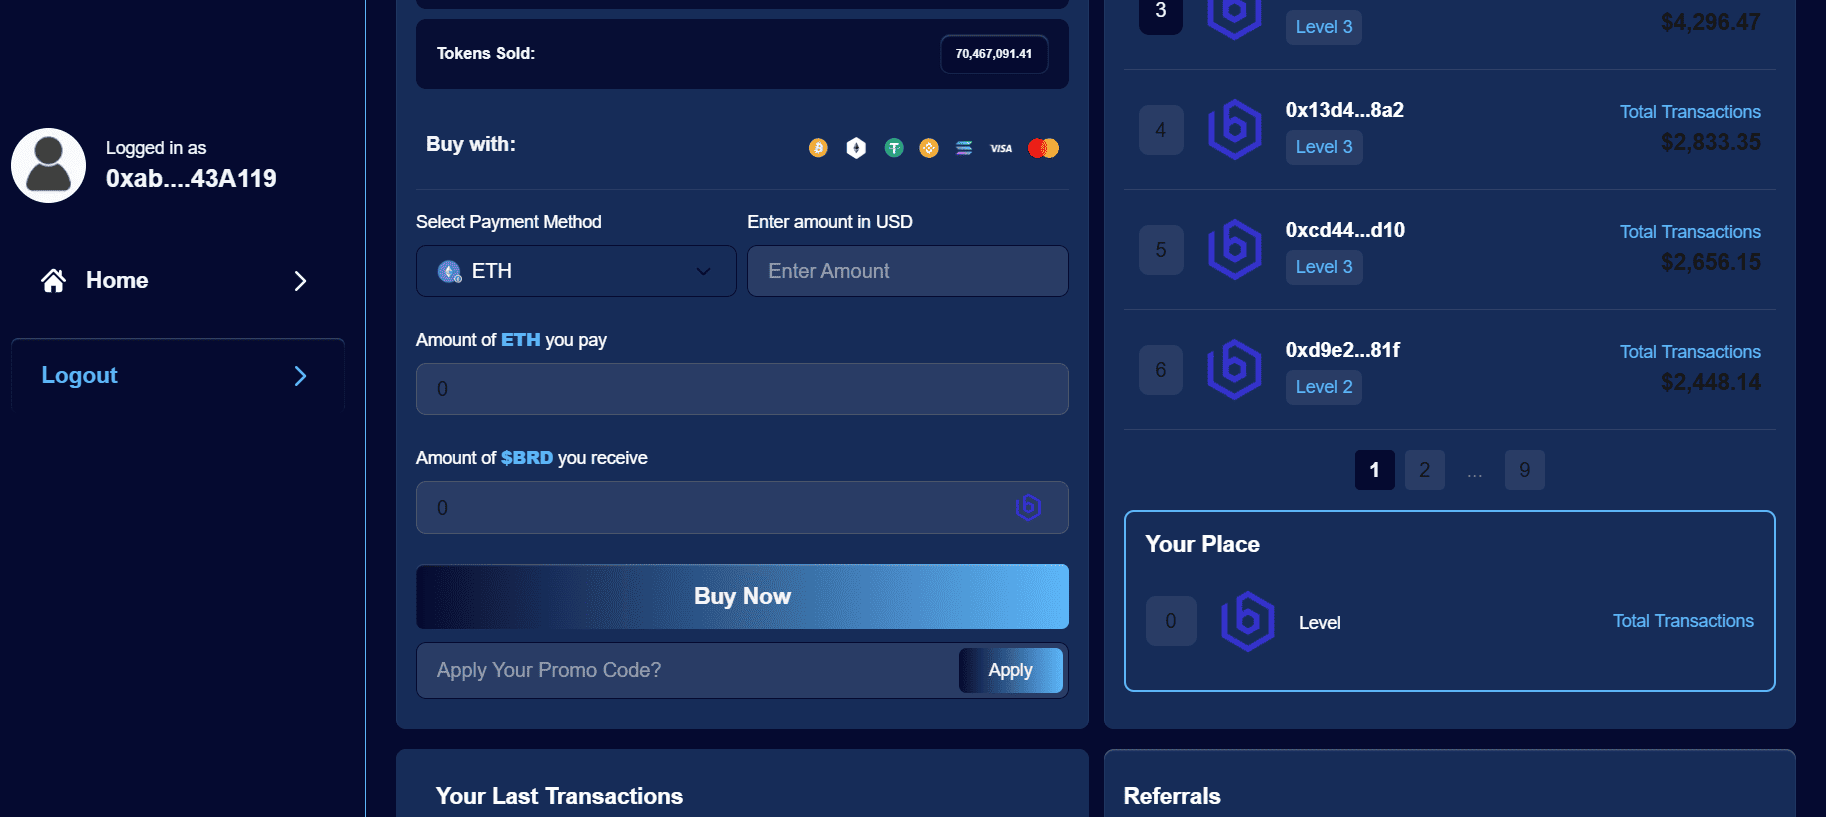 Logged in as
0xab....43A119
Home
Logout
Tokens Sold:
70,467,091.41
Buy with:
VISA
Select Payment Method
Enter amount in USD
ETH
Enter Amount
Amount of ETH you pay
0
Amount of $BRD you receive
0
Buy Now
Apply Your Promo Code?
Apply
Your Last Transactions
3
Level 3
$4,296.47
4
0x13d4...8a2
Level 3
Total Transactions
$2,833.35
5
0xcd44...d10
Level 3
Total Transactions
$2,656.15
6
0xd9e2...81f
Level 2
Total Transactions
$2,448.14
1 2 ... 9
Your Place
0
Level
Total Transactions
Referrals